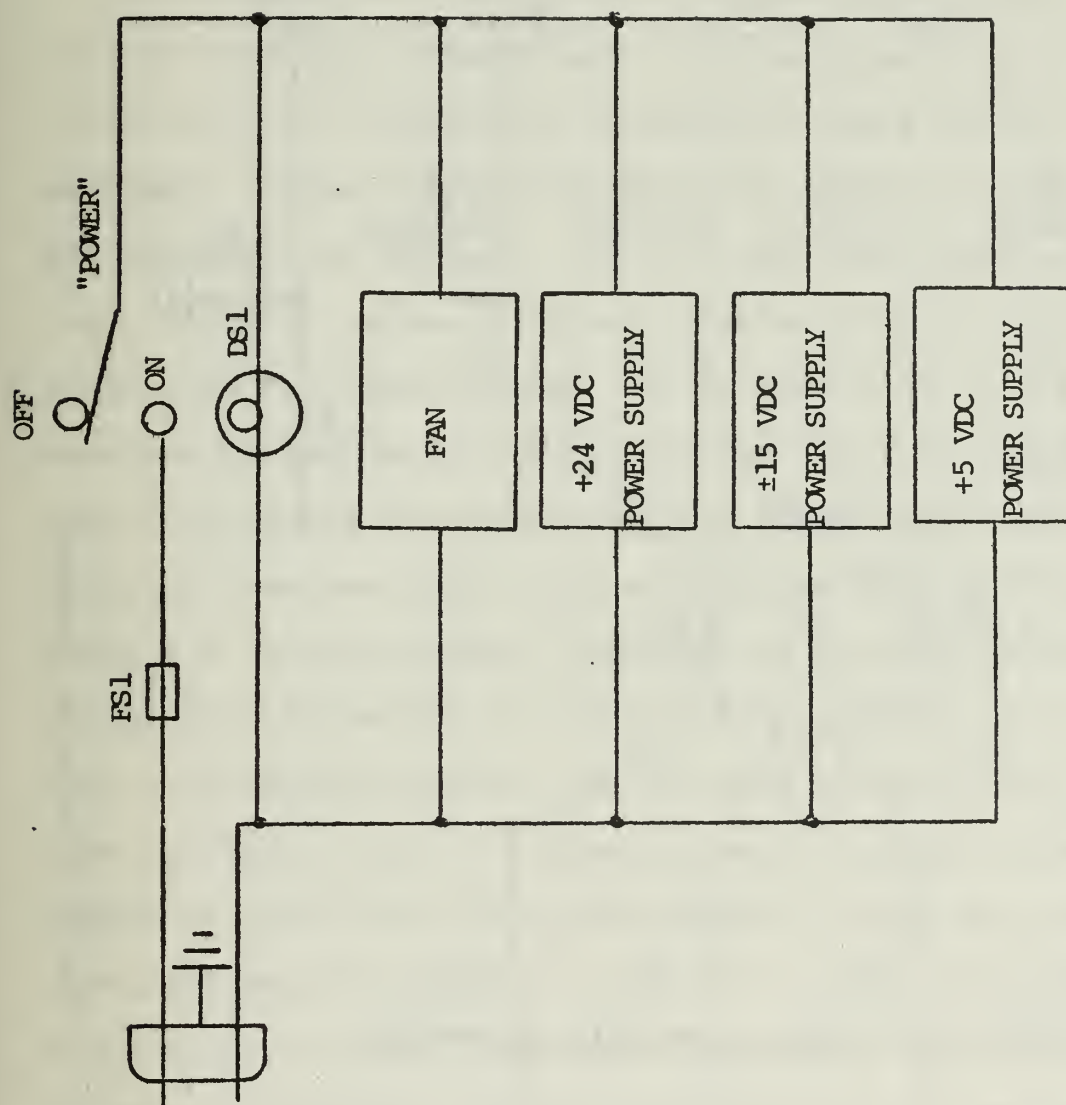 OFF
"POWER"
ON
DS1
FS1
FAN
+24 VDC
POWER SUPPLY
±15 VDC
POWER SUPPLY
+5 VDC
POWER SUPPLY